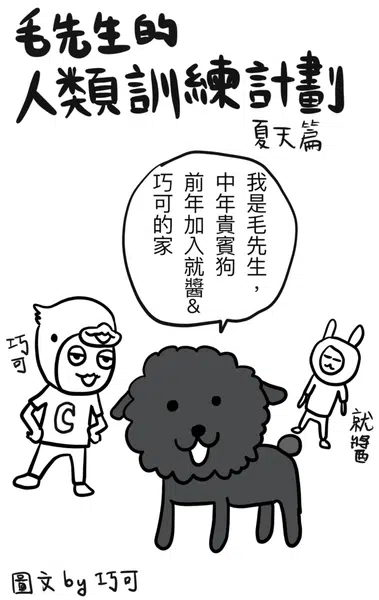 毛先生的
人類訓練計劃
夏天篇
我是毛先生，
中年貴賓狗
前年加入就醬&
巧可的家
巧可
C
就醬
圖文by巧可